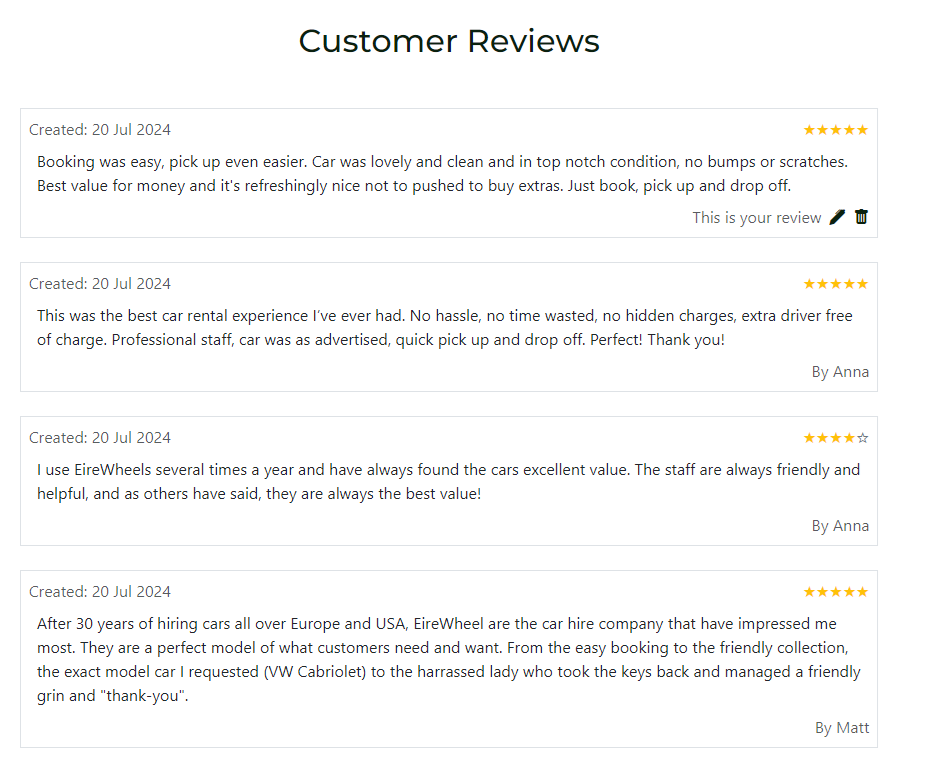 Customer Reviews
Created: 20 Jul 2024 ★★★★★
Booking was easy, pick up even easier. Car was lovely and clean and in top notch condition, no bumps or scratches.
Best value for money and it's refreshingly nice not to pushed to buy extras. Just book, pick up and drop off.
This is your review
Created: 20 Jul 2024 ★★★★★
This was the best car rental experience I've ever had. No hassle, no time wasted, no hidden charges, extra driver free
of charge. Professional staff, car was as advertised, quick pick up and drop off. Perfect! Thank you!
By Anna
Created: 20 Jul 2024 ★★★★☆
I use EireWheels several times a year and have always found the cars excellent value. The staff are always friendly and
helpful, and as others have said, they are always the best value!
By Anna
Created: 20 Jul 2024 ★★★★★
After 30 years of hiring cars all over Europe and USA, EireWheel are the car hire company that have impressed me
most. They are a perfect model of what customers need and want. From the easy booking to the friendly collection,
the exact model car I requested (VW Cabriolet) to the harrassed lady who took the keys back and managed a friendly
grin and "thank-you".
By Matt